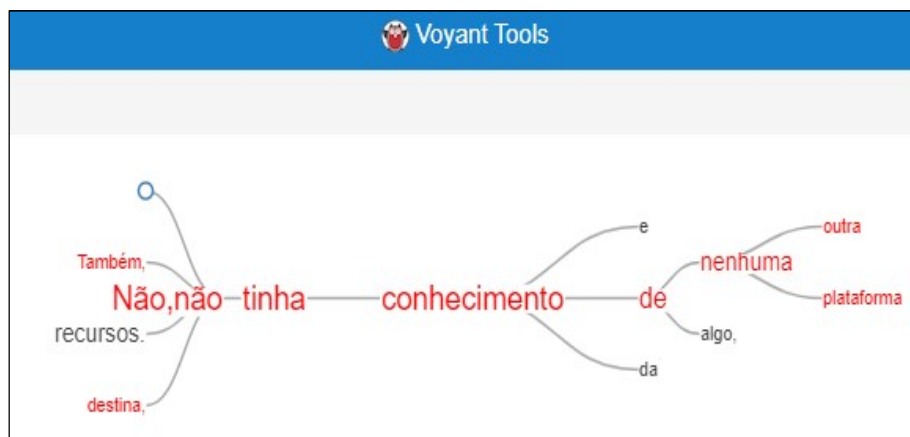 Voyant Tools
e
outra
Também,
nenhuma
Não,não tinha conhecimento de
plataforma
recursos.
algo,
da
destina,